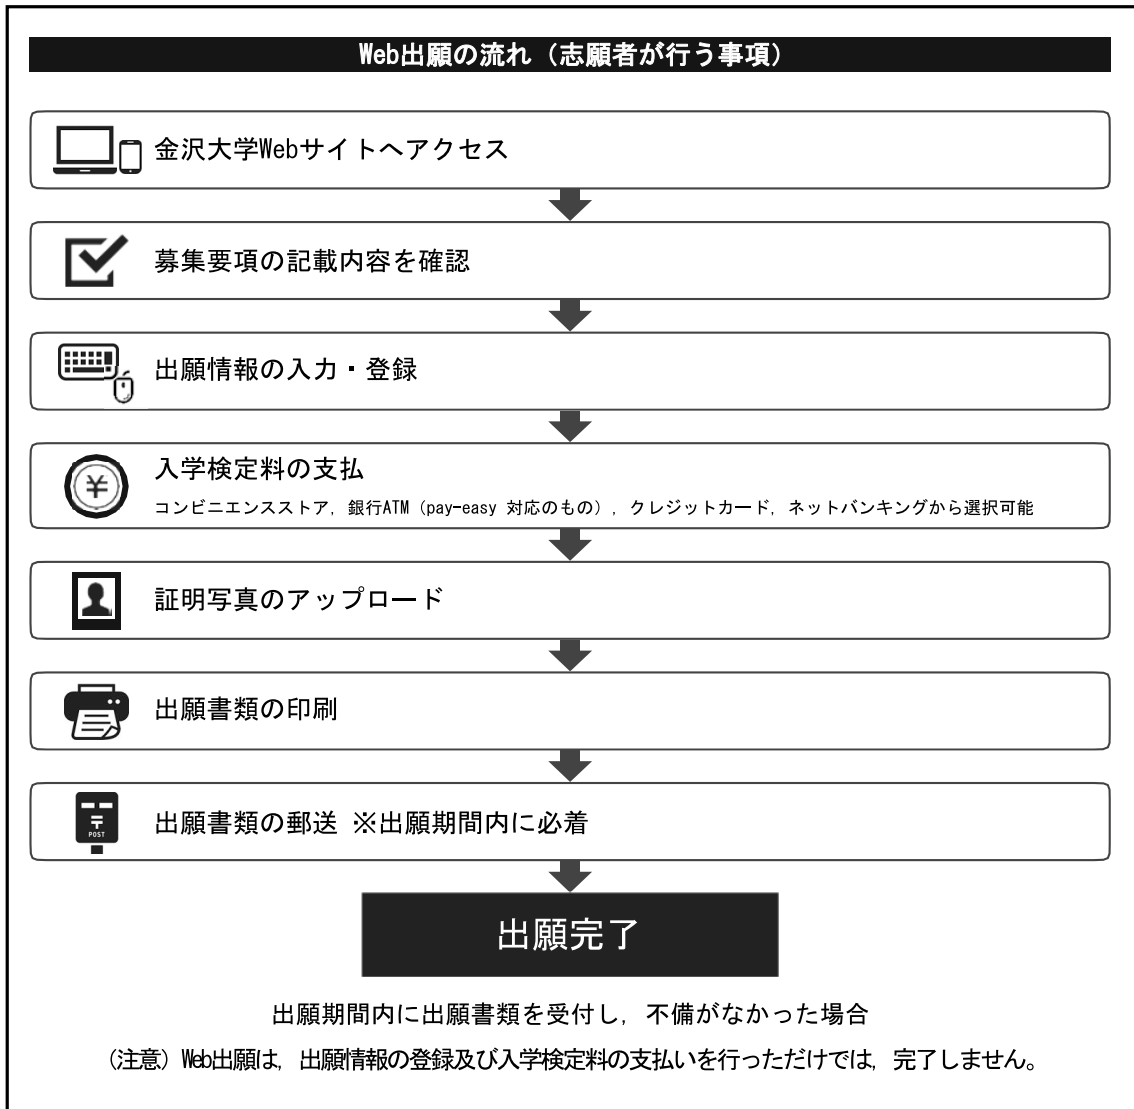 Web出願の流れ（志願者が行う事項）
金沢大学Webサイトへアクセス
募集要項の記載内容を確認
出願情報の入力・登録
入学検定料の支払
コンビニエンスストア，銀行ATM（pay-easy 対応のもの），クレジットカード，ネットバンキングから選択可能
証明写真のアップロード
出願書類の印刷
〒
POST
出願書類の郵送 ※出願期間内に必着
出願完了
出願期間内に出願書類を受付し，不備がなかった場合
（注意）Web出願は，出願情報の登録及び入学検定料の支払いを行っただけでは，完了しません。